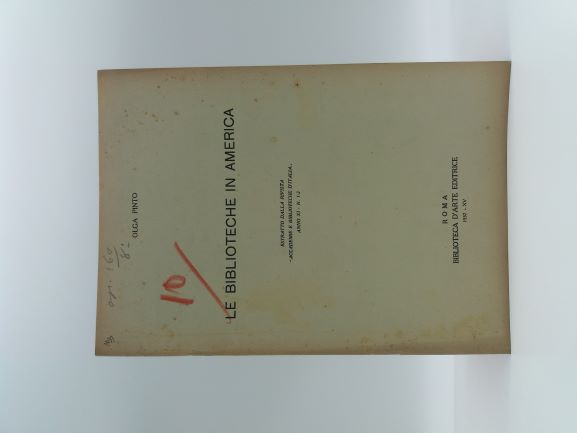 OLGA PINTO
10/
LE BIBLIOTECHE IN AMERICA
ESTRATTO DALLA RIVISTA
"ACCADEMIE E BIBLIOTECHE D'ITALIA"
ANNO XI - N. 1-2
ROMA
BIBLIOTECA D'ARTE EDITRICE